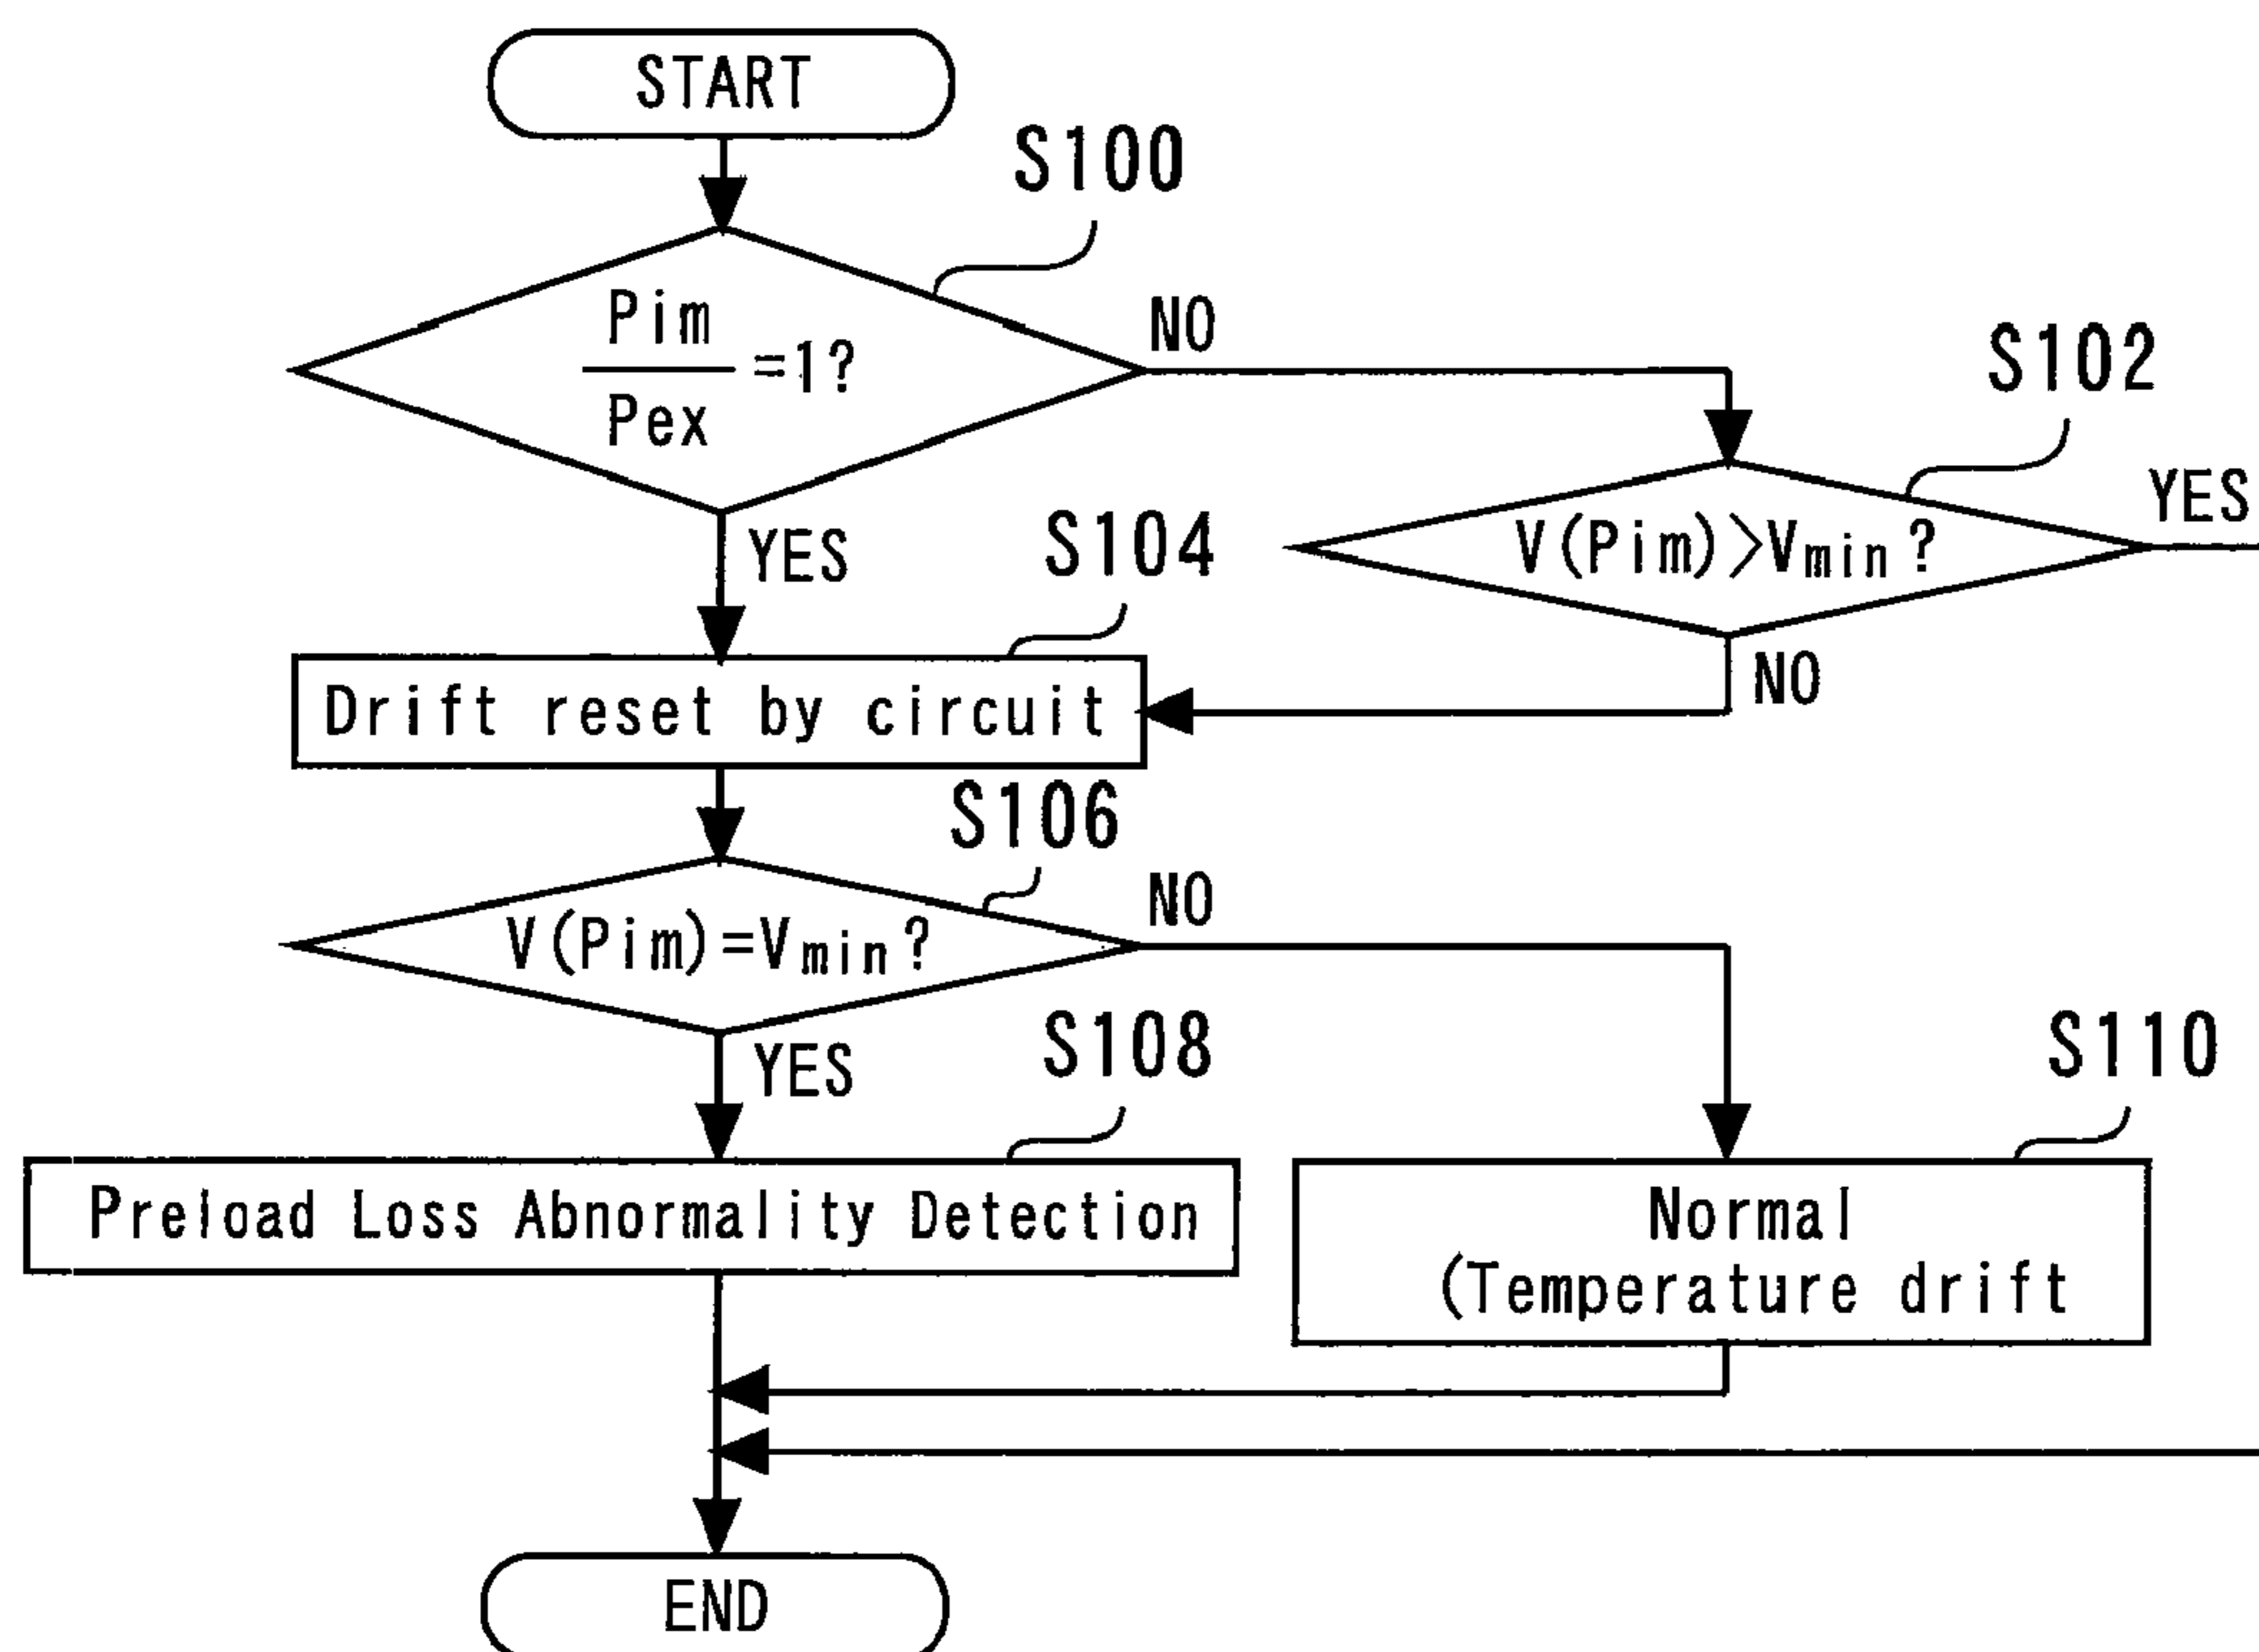 START
S100
Pim
=1?
Pex
NO
S102
V(Pim)>Vmin?
YES
NO
YES
S104
Drift reset by circuit
S106
V(Pim)=Vmin?
NO
YES
S108
Preload Loss Abnormality Detection
S110
Normal
(Temperature drift
END